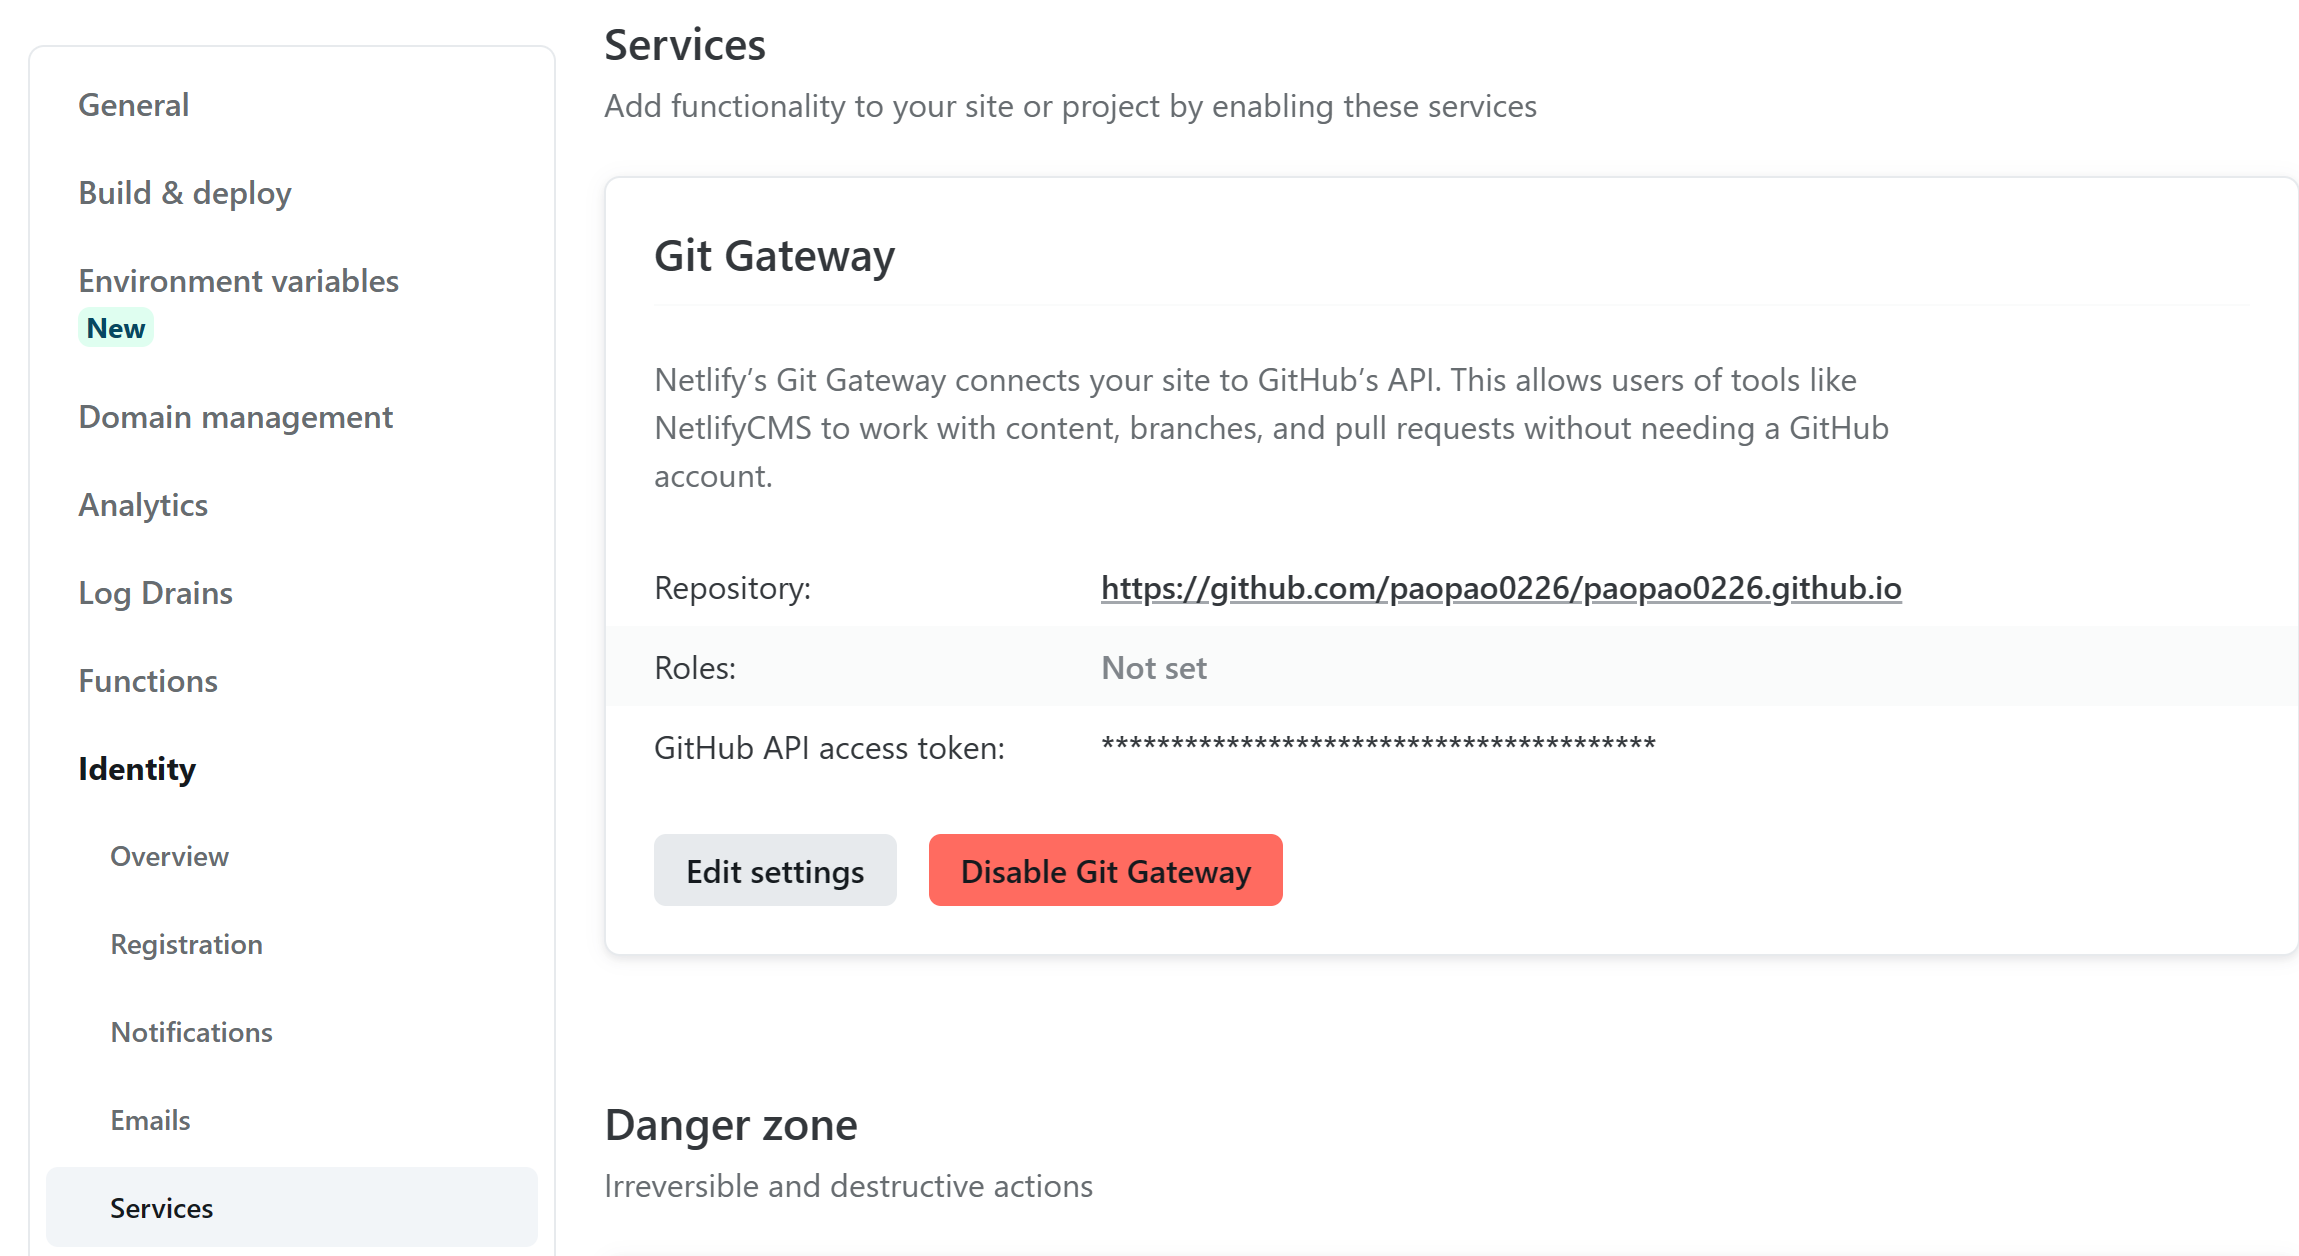 General
Build & deploy
Environment variables
New
Domain management
Analytics
Log Drains
Functions
Identity
Overview
Registration
Notifications
Emails
Services
Services
Add functionality to your site or project by enabling these services
Git Gateway
Netlify’s Git Gateway connects your site to GitHub’s API. This allows users of tools like
NetlifyCMS to work with content, branches, and pull requests without needing a GitHub
account.
Repository: https://github.com/paopao0226/paopao0226.github.io
Roles: Not set
GitHub API access token: ****************************************
Edit settings Disable Git Gateway
Danger zone
Irreversible and destructive actions